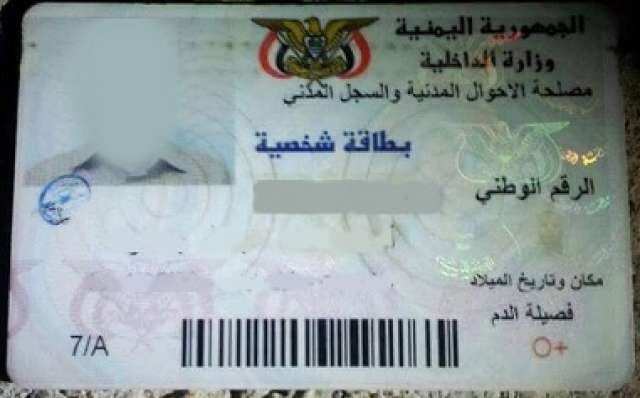 الجمهورية اليمنية
وزارة الداخلية
مصلحة الاحوال المدنية والسجل المدني
بطاقة شخصية
الرقم الوطني
مكان وتاريخ الميلاد
فصيلة الدم
O+
7/A